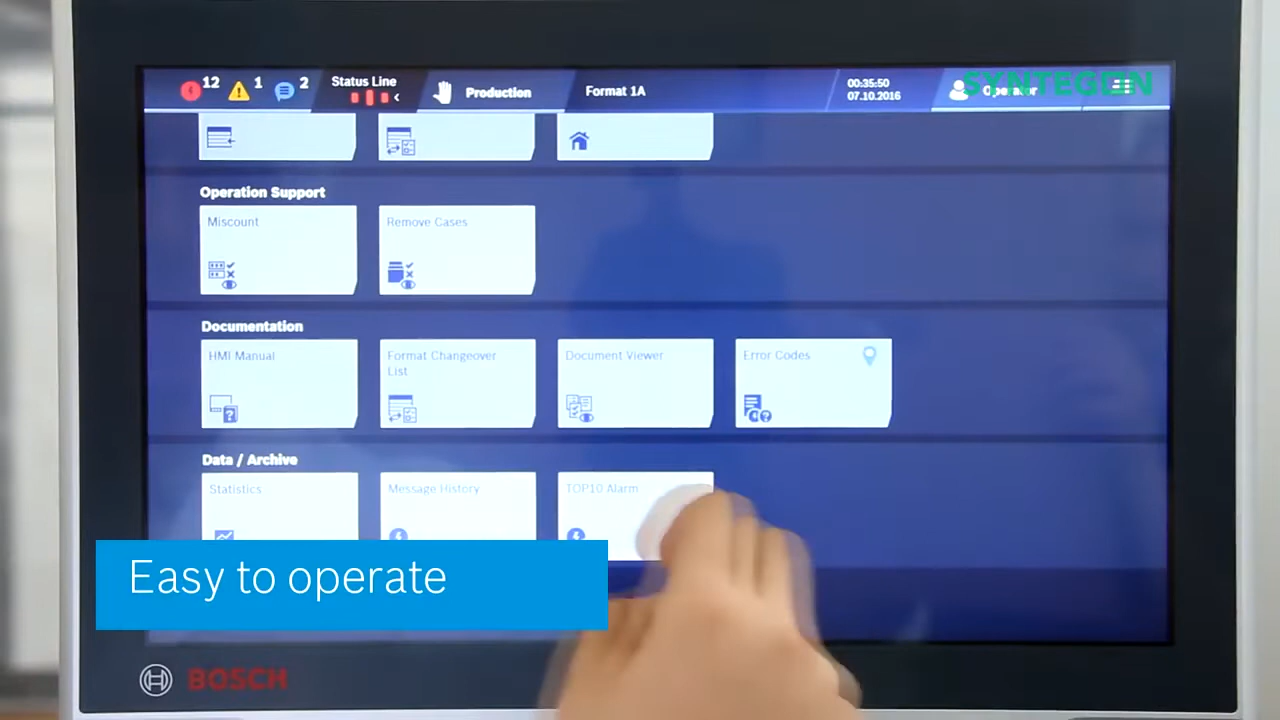 12
1
2
Status Line
Production
Format 1A
00:35:50
07.10.2016
Operator
SYNTEGON
Operation Support
Miscount
Remove Cases
Documentation
HMI Manual
Format Changeover
List
Document Viewer
Error Codes
Data / Archive
Statistics
Message History
TOP10 Alarm
Easy to operate
BOSCH